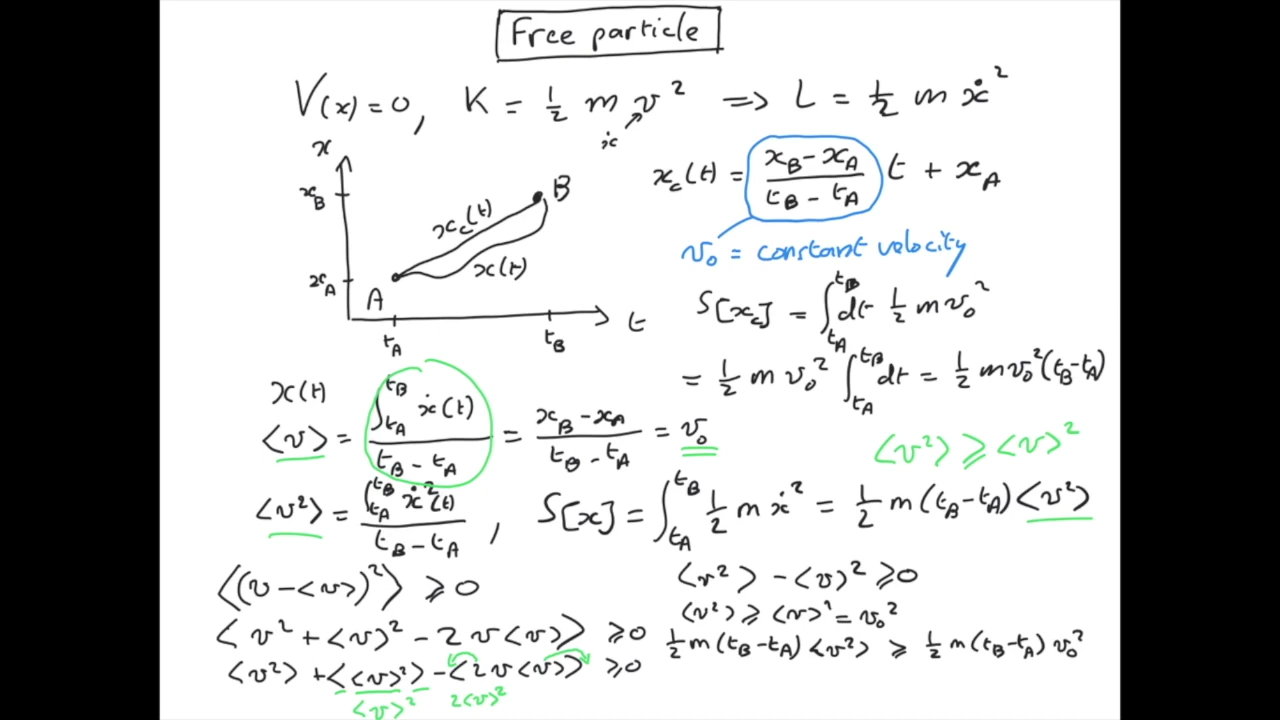 Free particle
V(x) = 0, K = 1/2 m v² => L = 1/2 m ẋ²
ẋ
x
x_B
x_A
A
B
x_c(t)
x(t)
t_A
t_B
t
x_c(t) = (x_B - x_A)/(t_B - t_A) t + x_A
v₀ = constant velocity
S[x_c] = ∫_{t_A}^{t_B} dt 1/2 m v₀²
= 1/2 m v₀² ∫_{t_A}^{t_B} dt = 1/2 m v₀² (t_B - t_A)
x(t)
<v> = (∫_{t_A}^{t_B} ẋ(t))/(t_B - t_A) = (x_B - x_A)/(t_B - t_A) = v₀
<v²> ≥ <v>²
<v²> = (∫_{t_A}^{t_B} ẋ²(t))/(t_B - t_A), S[x] = ∫_{t_A}^{t_B} 1/2 m ẋ² = 1/2 m (t_B - t_A) <v²>
<(v - <v>)²> ≥ 0
<v² + <v>² - 2 v <v>> ≥ 0
<v²> + <<v>²> - <2 v <v>> ≥ 0
<v>²
2<v>²
<v²> - <v>² ≥ 0
<v²> ≥ <v>² = v₀²
1/2 m (t_B - t_A) <v²> ≥ 1/2 m (t_B - t_A) v₀²